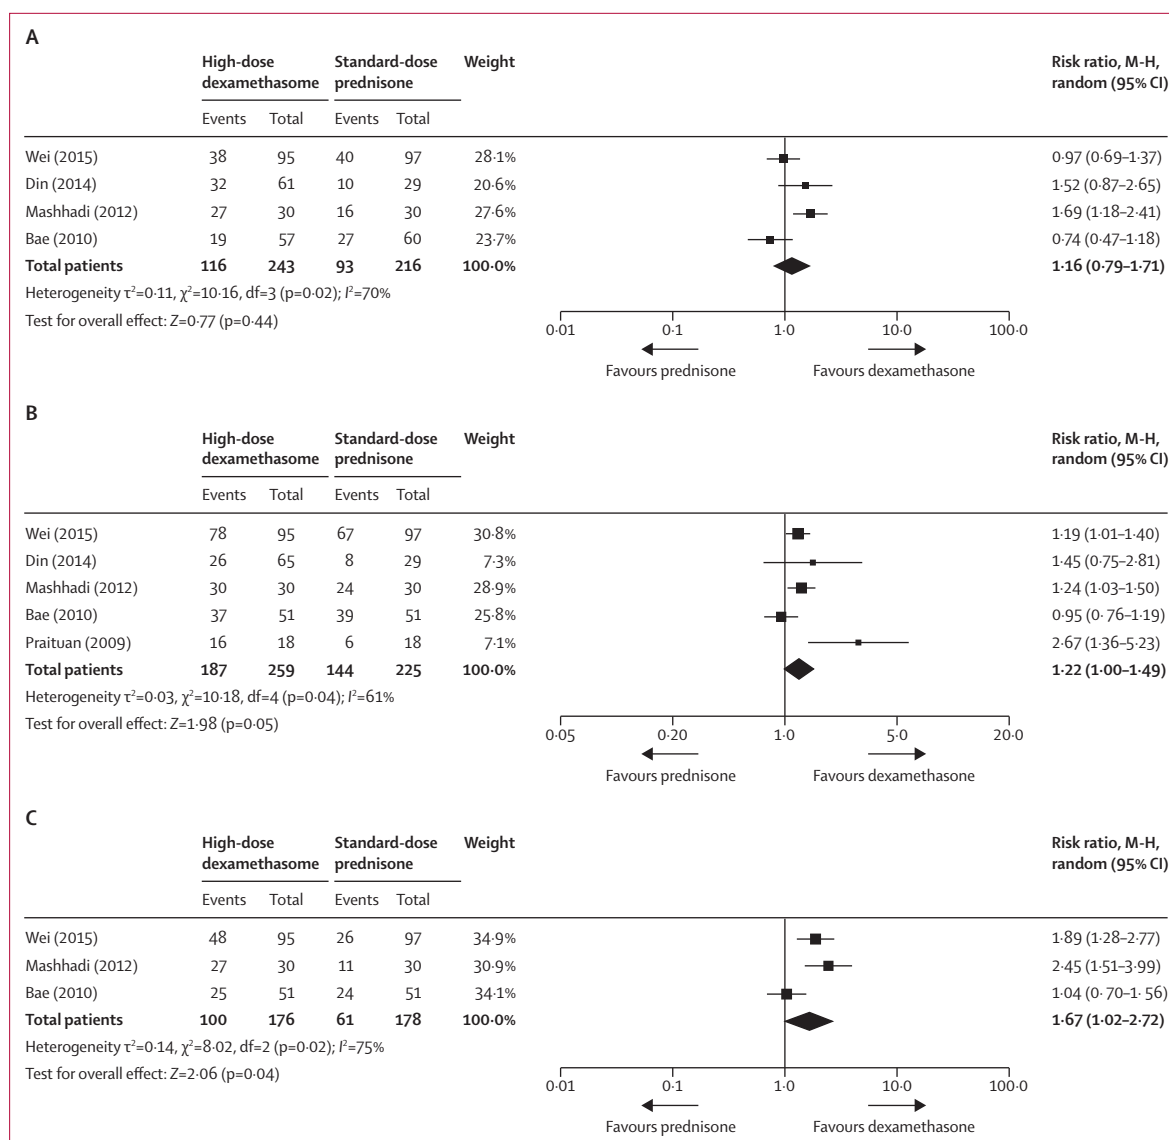 A
High-dose dexamethasome Standard-dose prednisone Weight Risk ratio, M-H, random (95% CI)
Events Total Events Total
Wei (2015) 38 95 40 97 28·1% 0·97 (0·69–1·37)
Din (2014) 32 61 10 29 20·6% 1·52 (0·87–2·65)
Mashhadi (2012) 27 30 16 30 27·6% 1·69 (1·18–2·41)
Bae (2010) 19 57 27 60 23·7% 0·74 (0·47–1·18)
Total patients 116 243 93 216 100·0% 1·16 (0·79–1·71)
Heterogeneity τ²=0·11, χ²=10·16, df=3 (p=0·02); I²=70%
Test for overall effect: Z=0·77 (p=0·44)
0·01 0·1 1·0 10·0 100·0
Favours prednisone Favours dexamethasone
B
High-dose dexamethasome Standard-dose prednisone Weight Risk ratio, M-H, random (95% CI)
Events Total Events Total
Wei (2015) 78 95 67 97 30·8% 1·19 (1·01–1·40)
Din (2014) 26 65 8 29 7·3% 1·45 (0·75–2·81)
Mashhadi (2012) 30 30 24 30 28·9% 1·24 (1·03–1·50)
Bae (2010) 37 51 39 51 25·8% 0·95 (0·76–1·19)
Praituan (2009) 16 18 6 18 7·1% 2·67 (1·36–5·23)
Total patients 187 259 144 225 100·0% 1·22 (1·00–1·49)
Heterogeneity τ²=0·03, χ²=10·18, df=4 (p=0·04); I²=61%
Test for overall effect: Z=1·98 (p=0·05)
0·05 0·20 1·0 5·0 20·0
Favours prednisone Favours dexamethasone
C
High-dose dexamethasome Standard-dose prednisone Weight Risk ratio, M-H, random (95% CI)
Events Total Events Total
Wei (2015) 48 95 26 97 34·9% 1·89 (1·28–2·77)
Mashhadi (2012) 27 30 11 30 30·9% 2·45 (1·51–3·99)
Bae (2010) 25 51 24 51 34·1% 1·04 (0·70–1·56)
Total patients 100 176 61 178 100·0% 1·67 (1·02–2·72)
Heterogeneity τ²=0·14, χ²=8·02, df=2 (p=0·02); I²=75%
Test for overall effect: Z=2·06 (p=0·04)
0·01 0·1 1·0 10·0 100·0
Favours prednisone Favours dexamethasone